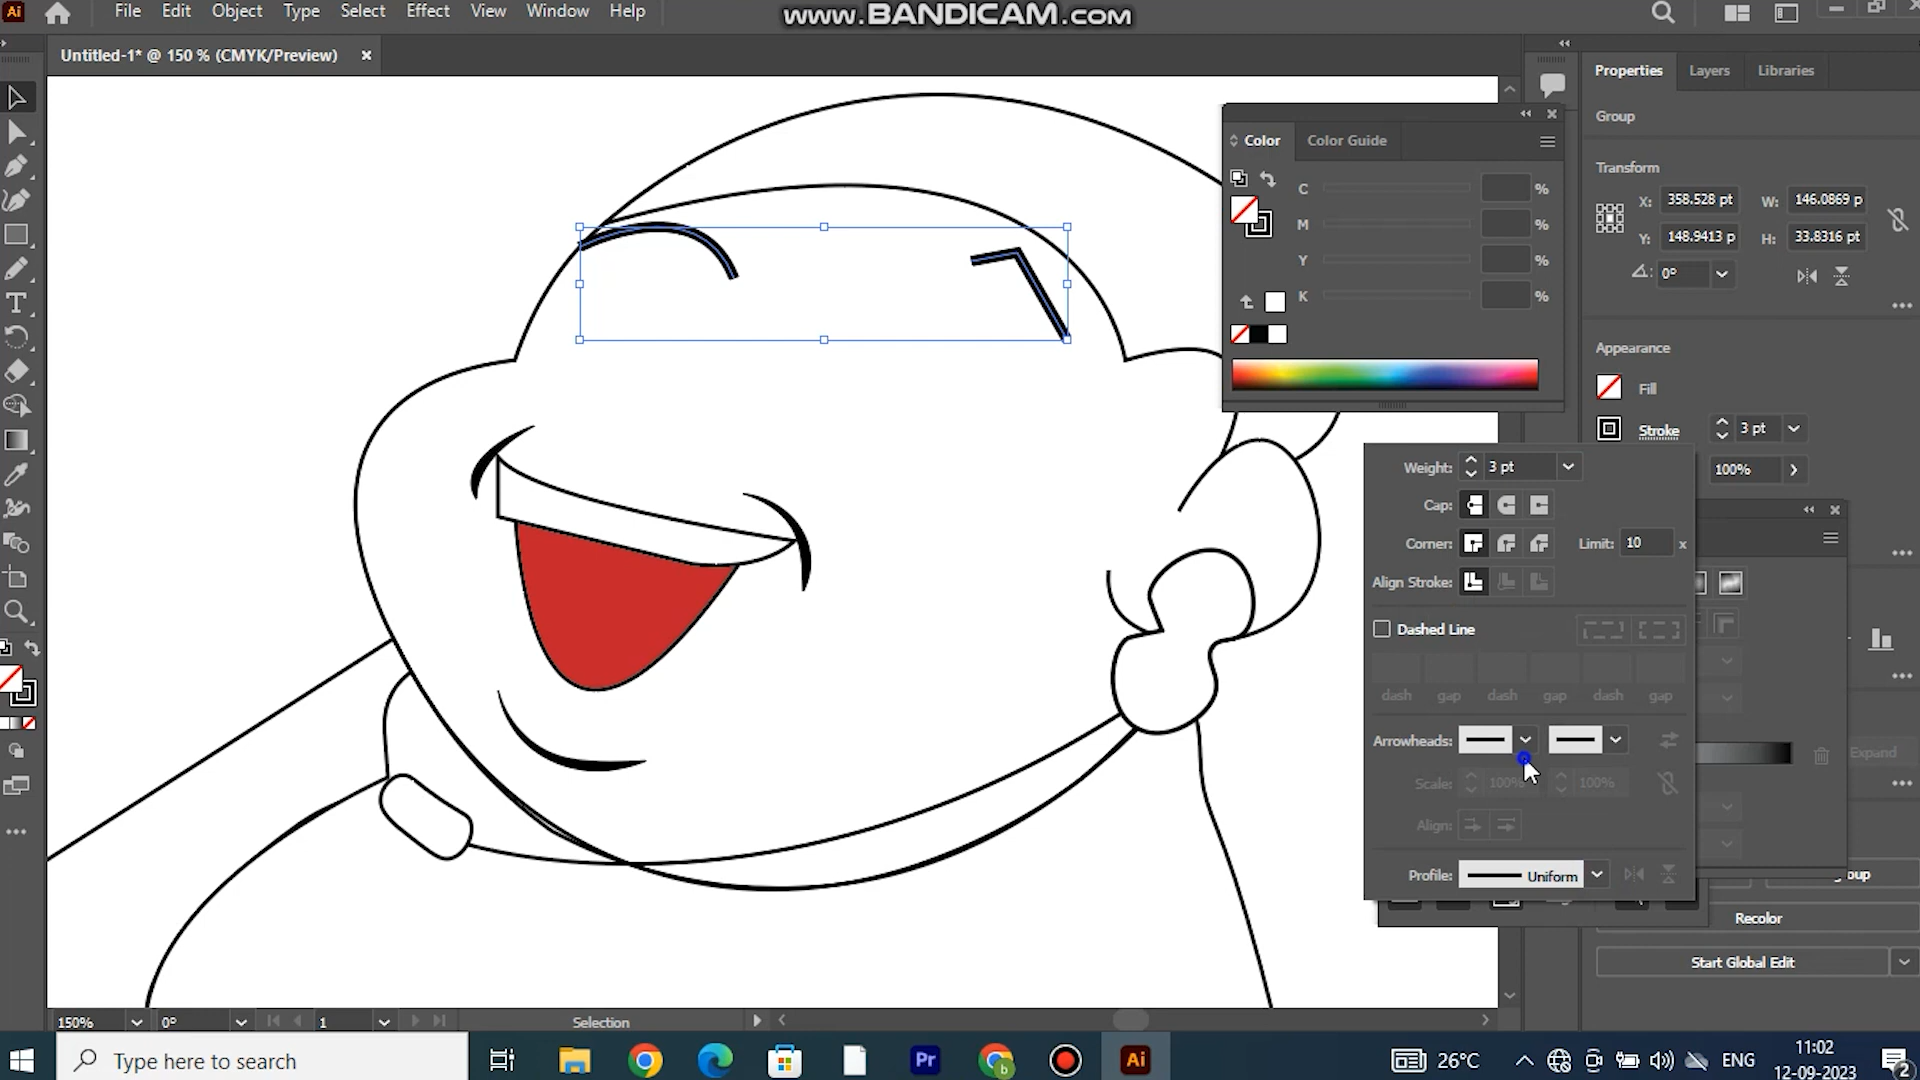 Ai
File Edit Object Type Select Effect View Window Help
www.BANDICAM.com
Untitled-1* @ 150 % (CMYK/Preview) ×
Properties Layers Libraries
Group
Transform
X: 358.528 pt W: 146.0869 p
Y: 148.9413 p H: 33.8316 pt
0°
Color Color Guide
C %
M %
Y %
K %
Appearance
Fill
Stroke 3 pt
100%
Weight: 3 pt
Cap:
Corner: Limit: 10 x
Align Stroke:
Dashed Line
dash gap dash gap dash gap
Arrowheads:
Expand
Scale: 100% 100%
Align:
Profile: Uniform
Recolor
Start Global Edit
150% 0° 1 Selection
Type here to search
Pr
b
Ai
26°C
ENG
11:02
12-09-2023
2